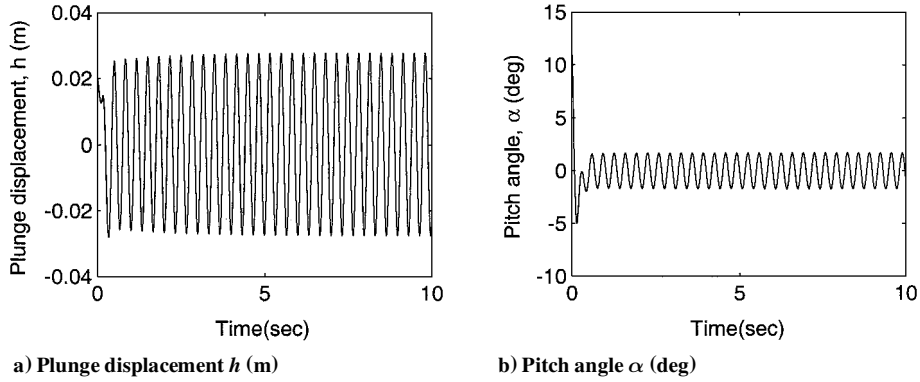 Plunge displacement, h (m)
0.04
0.02
0
-0.02
-0.04
0
5
10
Time(sec)
a) Plunge displacement h (m)
Pitch angle, α (deg)
15
10
5
0
-5
-10
0
5
10
Time(sec)
b) Pitch angle α (deg)